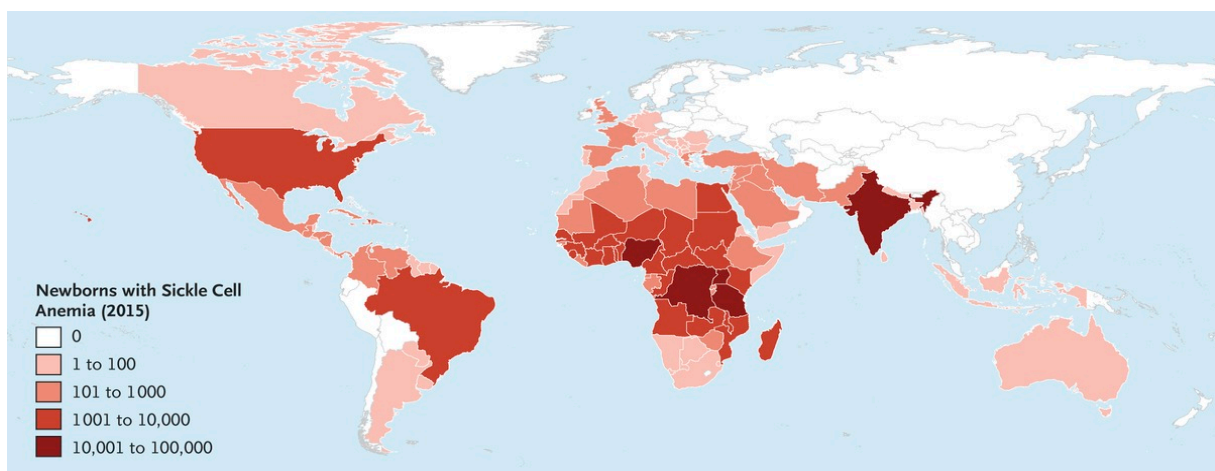 Newborns with Sickle Cell
Anemia (2015)
0
1 to 100
101 to 1000
1001 to 10,000
10,001 to 100,000